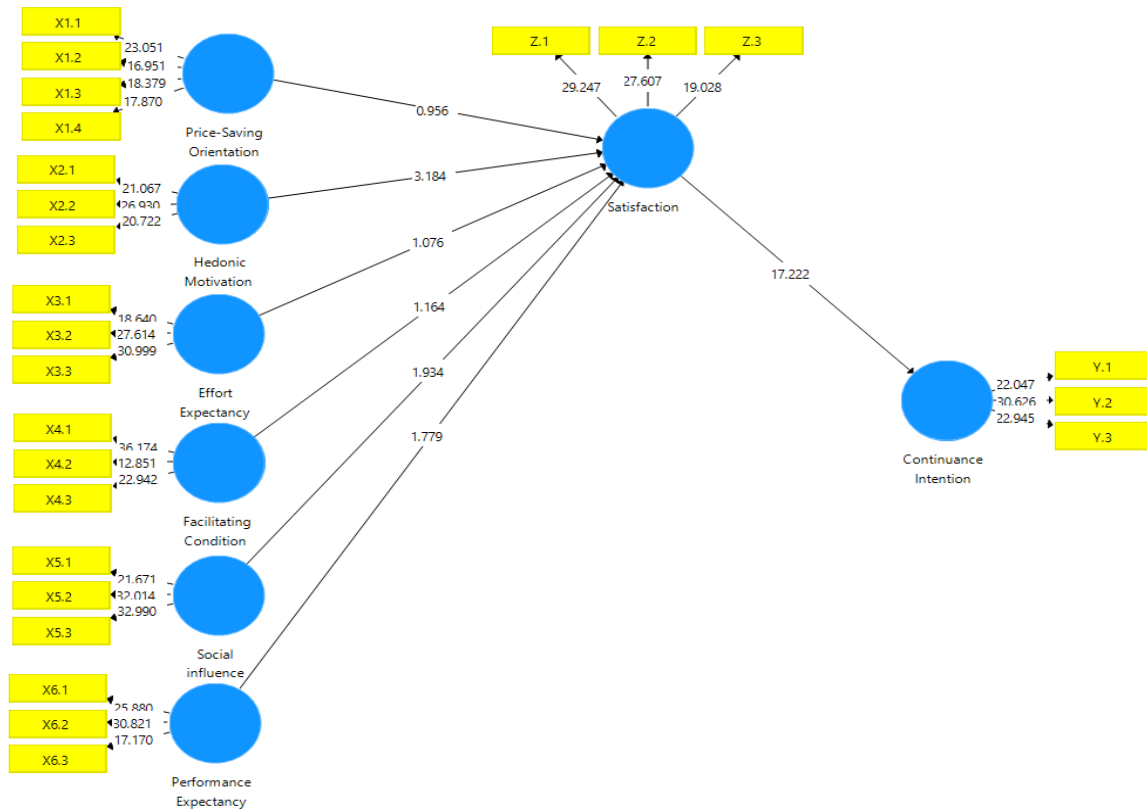 X1.1
X1.2
X1.3
X1.4
23.051
16.951
18.379
17.870
Price-Saving
Orientation
0.956
X2.1
X2.2
X2.3
21.067
26.930
20.722
Hedonic
Motivation
3.184
X3.1
X3.2
X3.3
18.640
27.614
30.999
Effort
Expectancy
1.076
X4.1
X4.2
X4.3
36.174
12.851
22.942
Facilitating
Condition
1.164
X5.1
X5.2
X5.3
21.671
32.014
32.990
Social
influence
1.934
X6.1
X6.2
X6.3
25.880
30.821
17.170
Performance
Expectancy
1.779
Z.1
Z.2
Z.3
29.247
27.607
19.028
Satisfaction
17.222
Y.1
Y.2
Y.3
22.047
30.626
22.945
Continuance
Intention